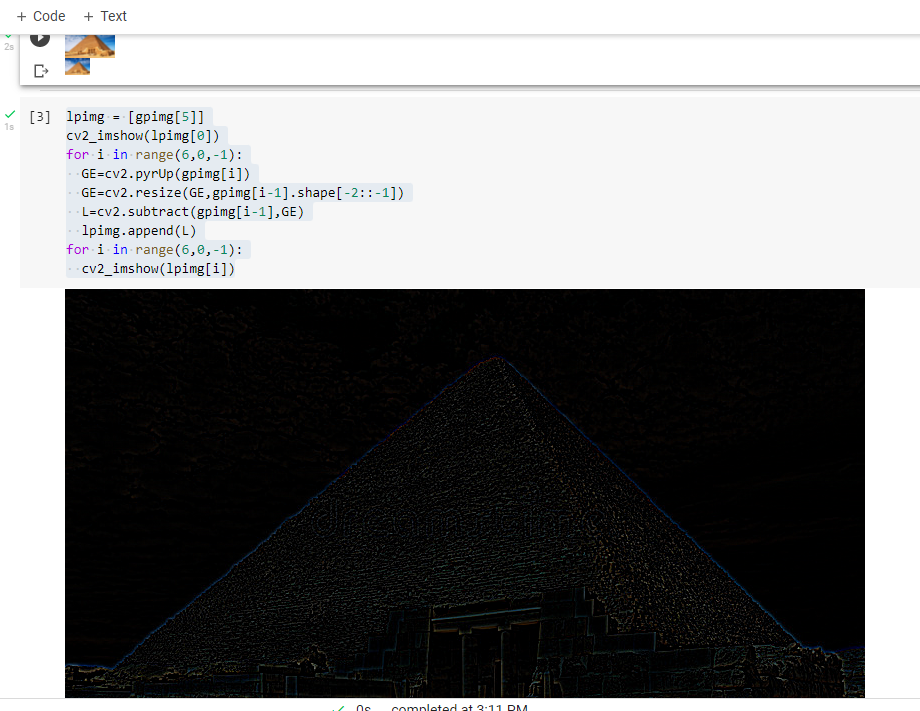 + Code + Text
2s
[3]
1s
lpimg = [gpimg[5]]
cv2_imshow(lpimg[0])
for i in range(6,0,-1):
  GE=cv2.pyrUp(gpimg[i])
  GE=cv2.resize(GE,gpimg[i-1].shape[-2::-1])
  L=cv2.subtract(gpimg[i-1],GE)
  lpimg.append(L)
for i in range(6,0,-1):
  cv2_imshow(lpimg[i])
0s completed at 3:11 PM